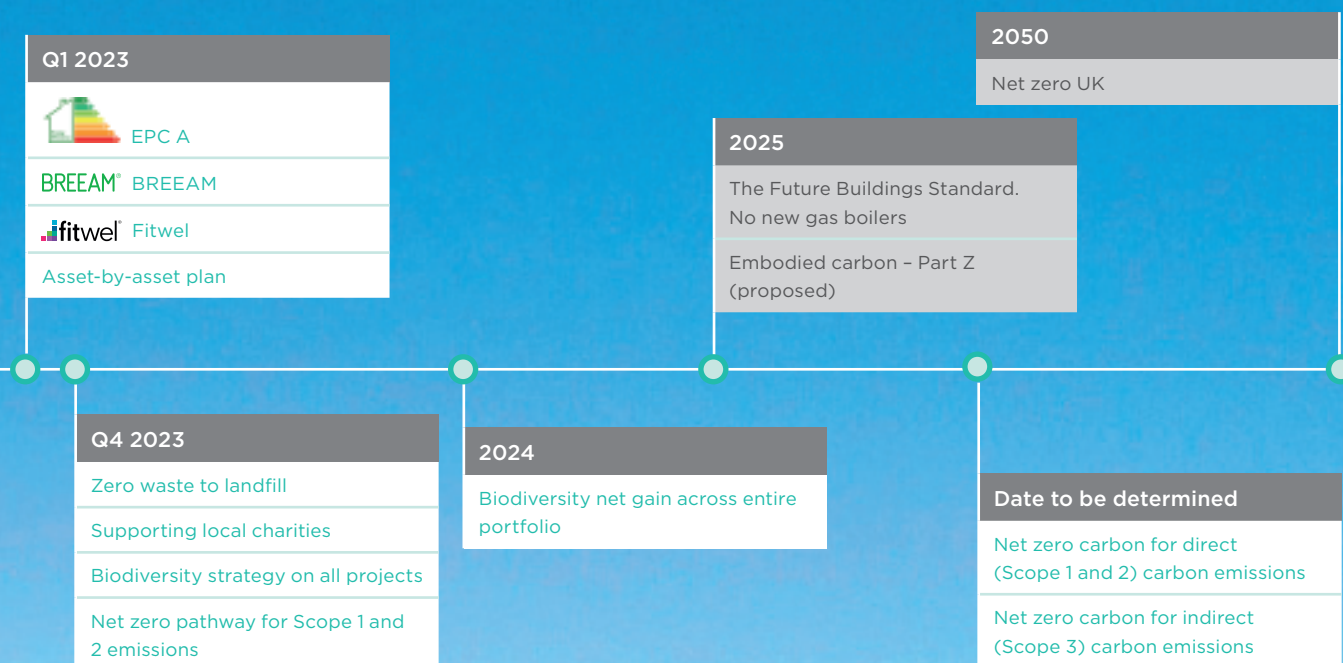 Q1 2023
EPC A
BREEAM® BREEAM
fitwel® Fitwel
Asset-by-asset plan
Q4 2023
Zero waste to landfill
Supporting local charities
Biodiversity strategy on all projects
Net zero pathway for Scope 1 and
2 emissions
2024
Biodiversity net gain across entire
portfolio
2025
The Future Buildings Standard.
No new gas boilers
Embodied carbon – Part Z
(proposed)
Date to be determined
Net zero carbon for direct
(Scope 1 and 2) carbon emissions
Net zero carbon for indirect
(Scope 3) carbon emissions
2050
Net zero UK